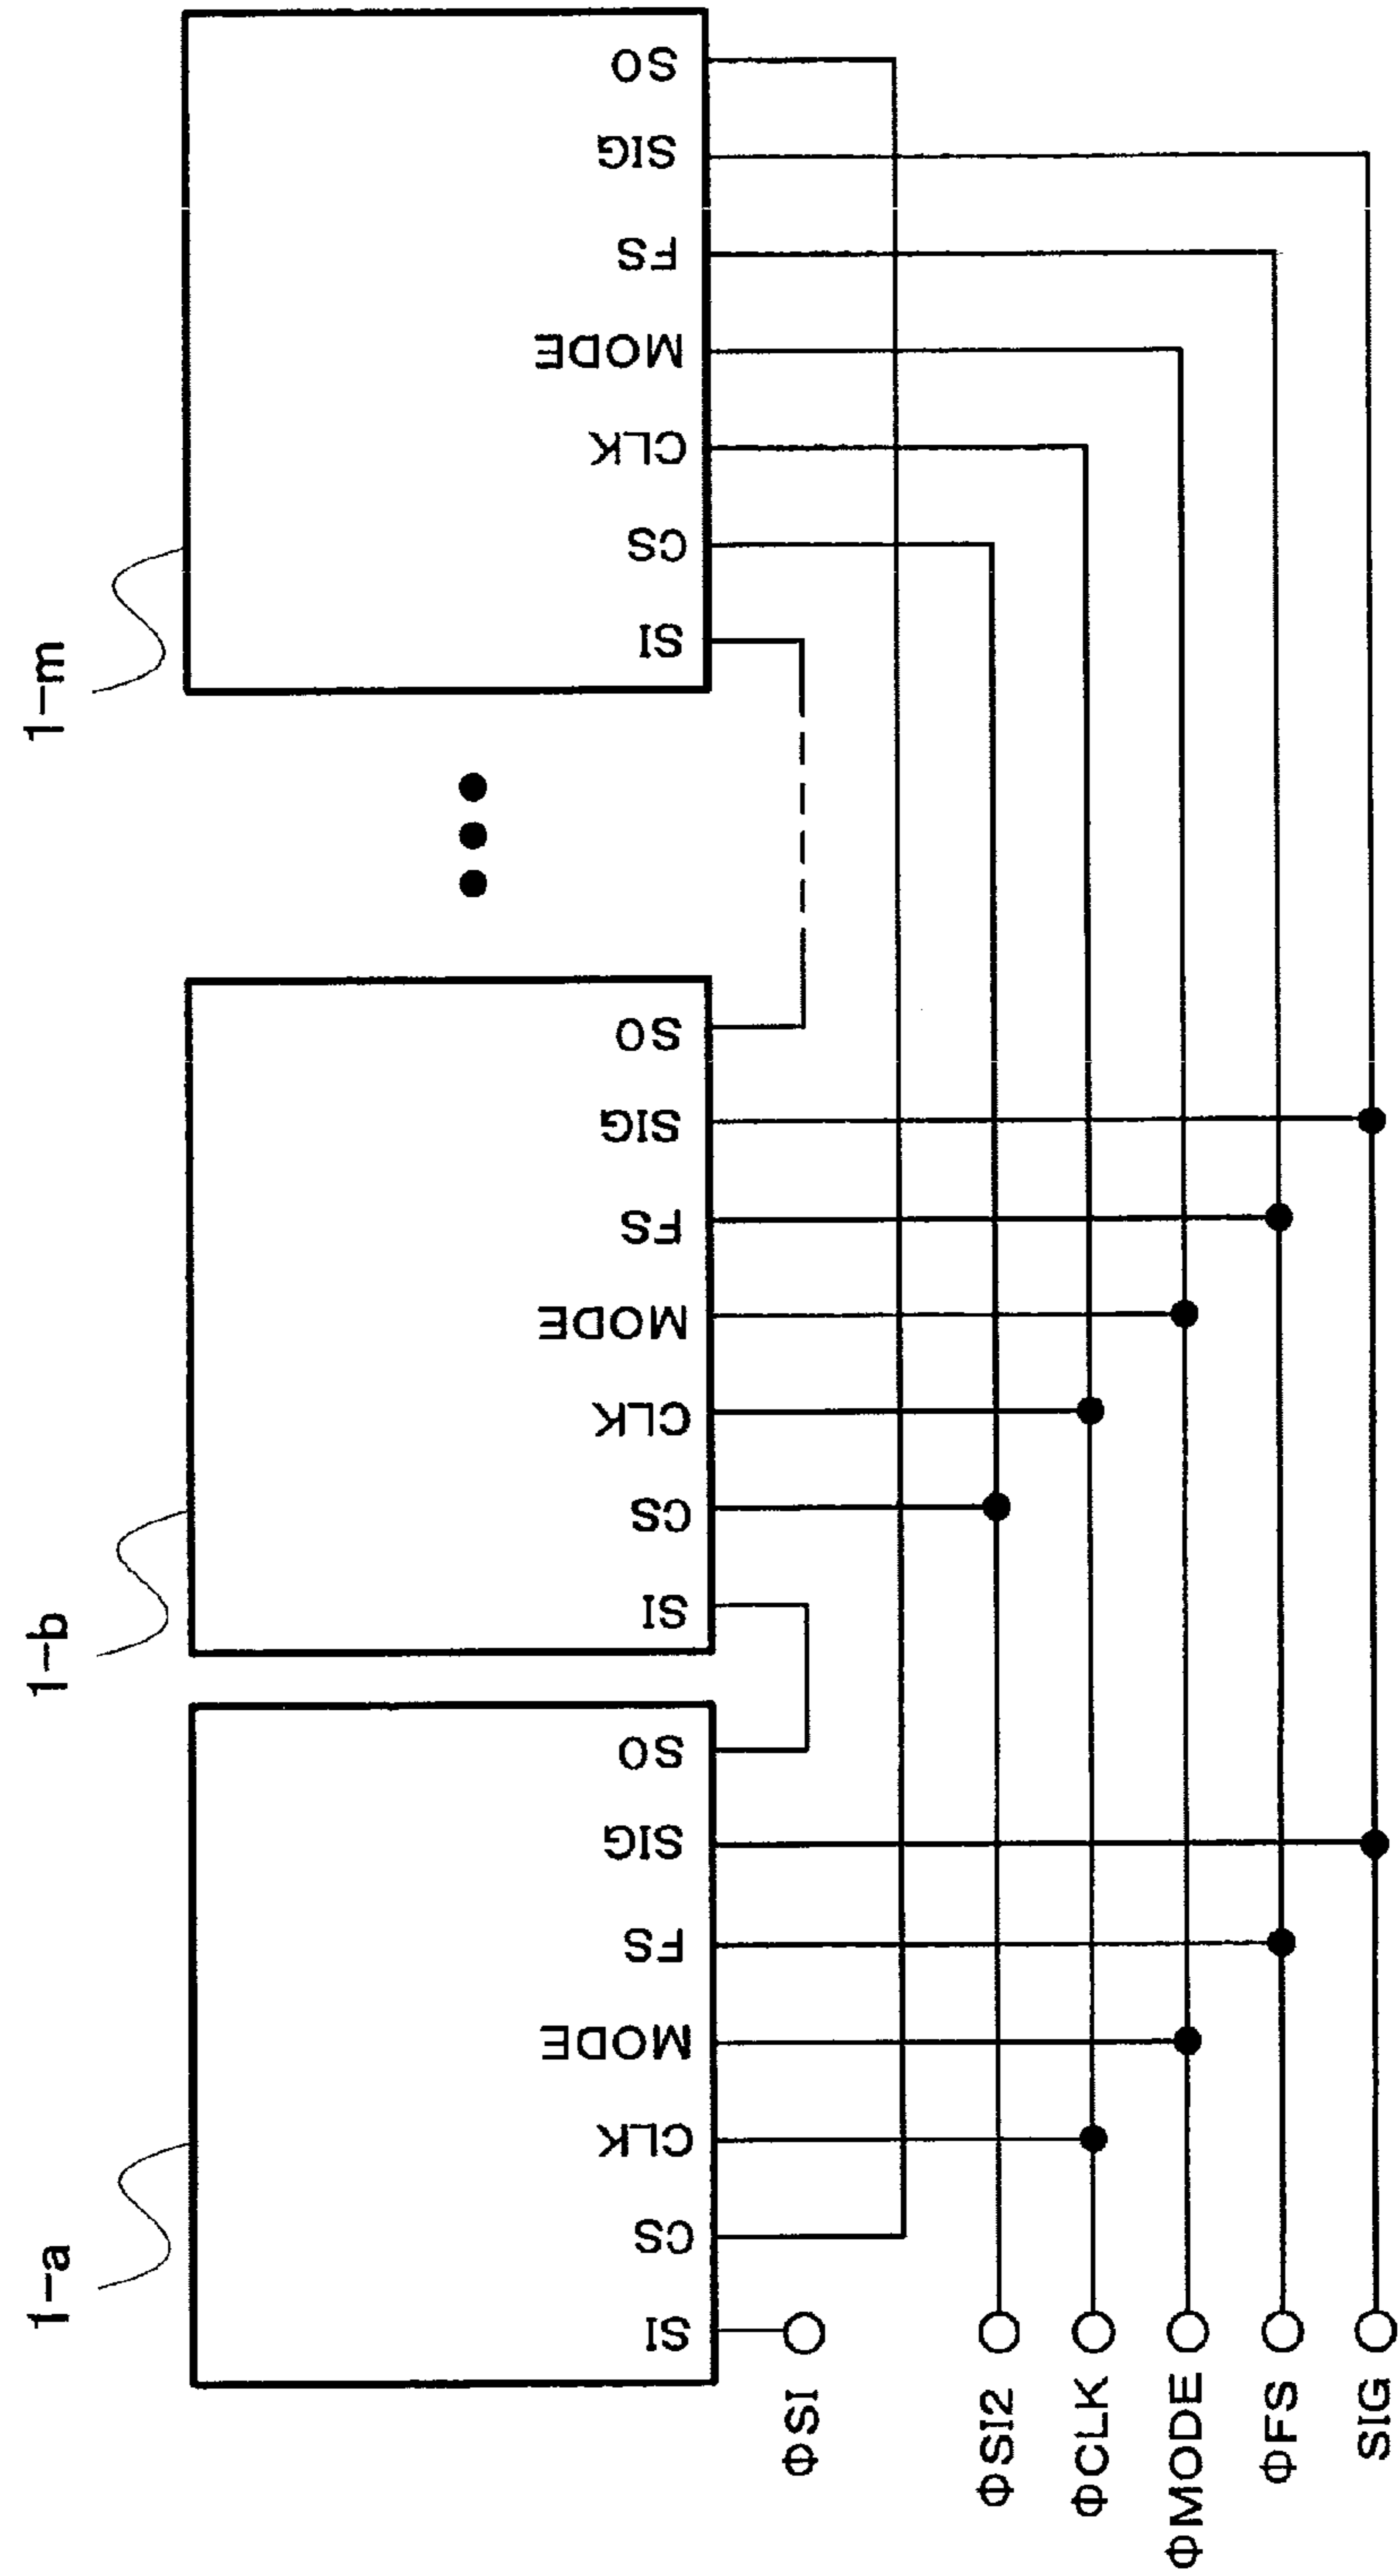 1-a
1-b
1-m
SI
CS
CLK
MODE
FS
SIG
SO
SI
CS
CLK
MODE
FS
SIG
SO
SI
CS
CLK
MODE
FS
SIG
SO
ΦSI
ΦSI2
ΦCLK
ΦMODE
ΦFS
SIG